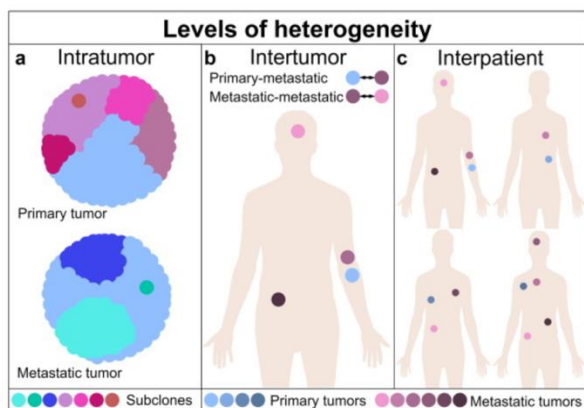 Levels of heterogeneity
a Intratumor
Primary tumor
Metastatic tumor
b Intertumor
Primary-metastatic
Metastatic-metastatic
c Interpatient
Subclones
Primary tumors
Metastatic tumors